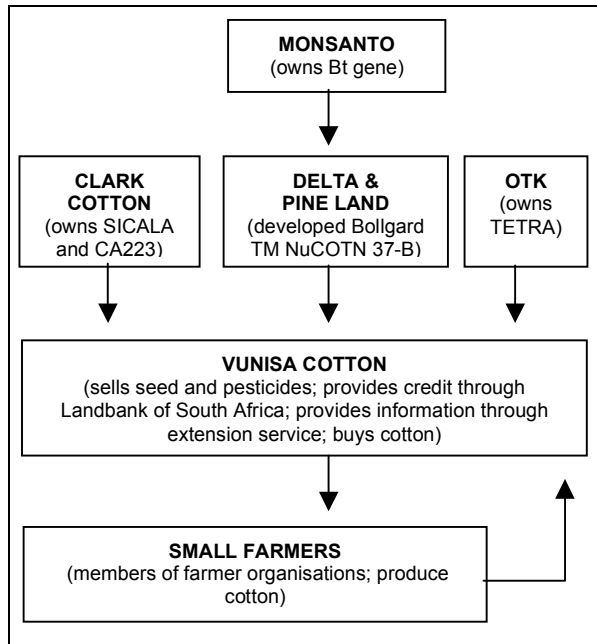 MONSANTO
(owns Bt gene)
CLARK
COTTON
(owns SICALA
and CA223)
DELTA &
PINE LAND
(developed Bollgard
TM NuCOTN 37-B)
OTK
(owns
TETRA)
VUNISA COTTON
(sells seed and pesticides; provides credit through
Landbank of South Africa; provides information through
extension service; buys cotton)
SMALL FARMERS
(members of farmer organisations; produce
cotton)